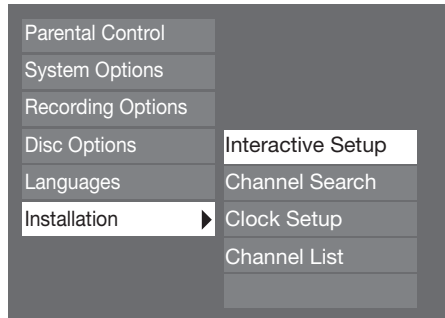 Parental Control
System Options
Recording Options
Disc Options
Languages
Installation
Interactive Setup
Channel Search
Clock Setup
Channel List